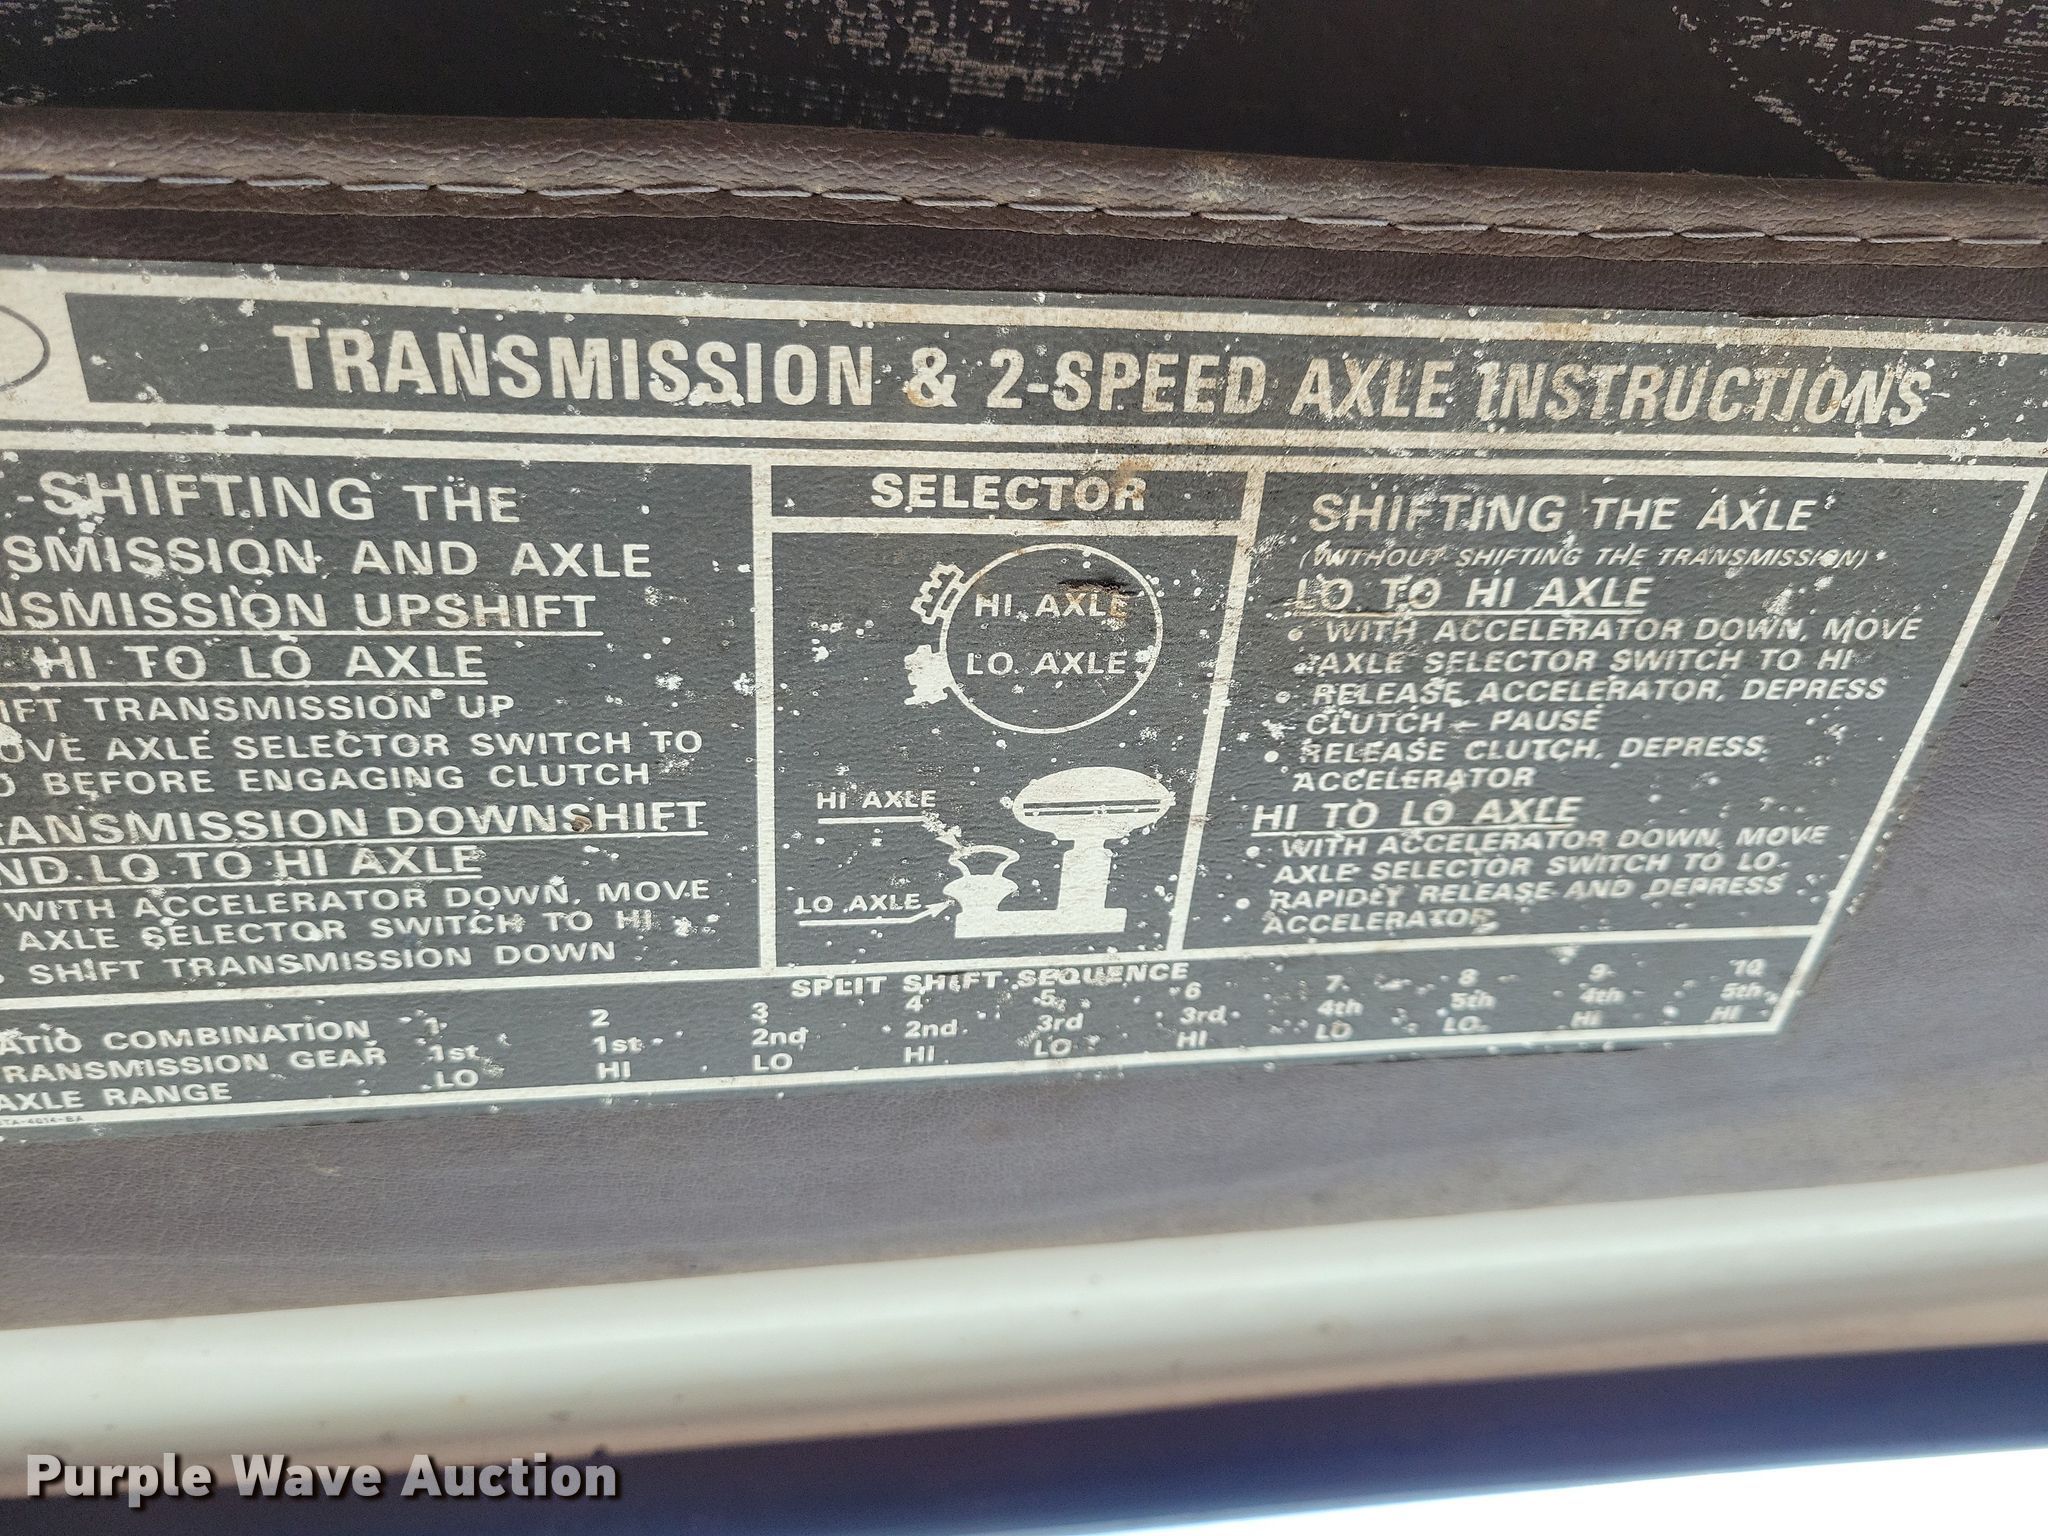 TRANSMISSION & 2-SPEED AXLE INSTRUCTIONS
-SHIFTING THE
SMISSION AND AXLE
NSMISSION UPSHIFT
HI TO LO AXLE
IFT TRANSMISSION UP
OVE AXLE SELECTOR SWITCH TO
O BEFORE ENGAGING CLUTCH
RANSMISSION DOWNSHIFT
ND LO TO HI AXLE
WITH ACCELERATOR DOWN, MOVE
AXLE SELECTOR SWITCH TO HI
SHIFT TRANSMISSION DOWN
SELECTOR
HI AXLE
LO AXLE
HI AXLE
LO AXLE
SHIFTING THE AXLE
(WITHOUT SHIFTING THE TRANSMISSION)
LO TO HI AXLE
• WITH ACCELERATOR DOWN, MOVE
AXLE SELECTOR SWITCH TO HI
• RELEASE ACCELERATOR, DEPRESS
CLUTCH - PAUSE
• RELEASE CLUTCH, DEPRESS
ACCELERATOR
HI TO LO AXLE
• WITH ACCELERATOR DOWN, MOVE
AXLE SELECTOR SWITCH TO LO
• RAPIDLY RELEASE AND DEPRESS
ACCELERATOR
SPLIT SHIFT SEQUENCE
ATIO COMBINATION 1 2 3 4 5 6 7 8 9 10
RANSMISSION GEAR 1st 1st 2nd 2nd 3rd 3rd 4th 5th 4th 5th
AXLE RANGE LO HI LO HI LO HI LO LO HI HI
Purple Wave Auction